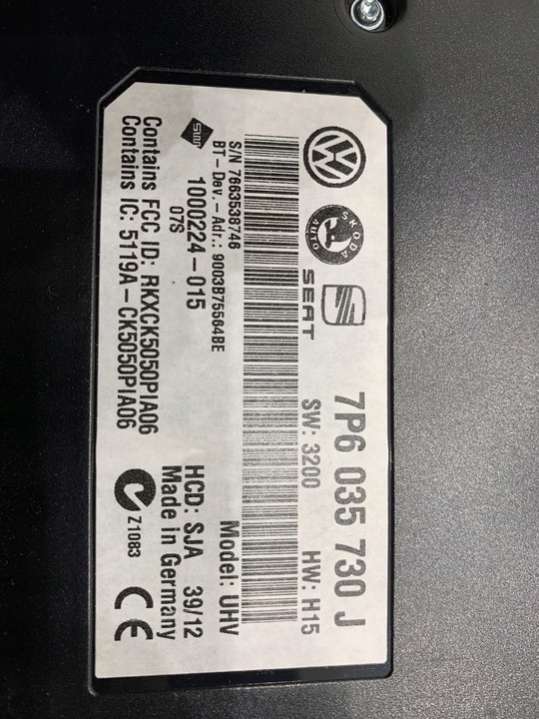 SKODA AUTO
SEAT
7P6 035 730 J
SW: 3200 HW: H15
S/N 7663538746
BT-Dev.-Adr.: 9003B75564BE
Model: UHV
1000224-015
07S
HCD: SJA 39/12
Made in Germany
Contains FCC ID: RKXCK5050PIA06
Contains IC: 5119A-CK5050PIA06
Z1083
CE